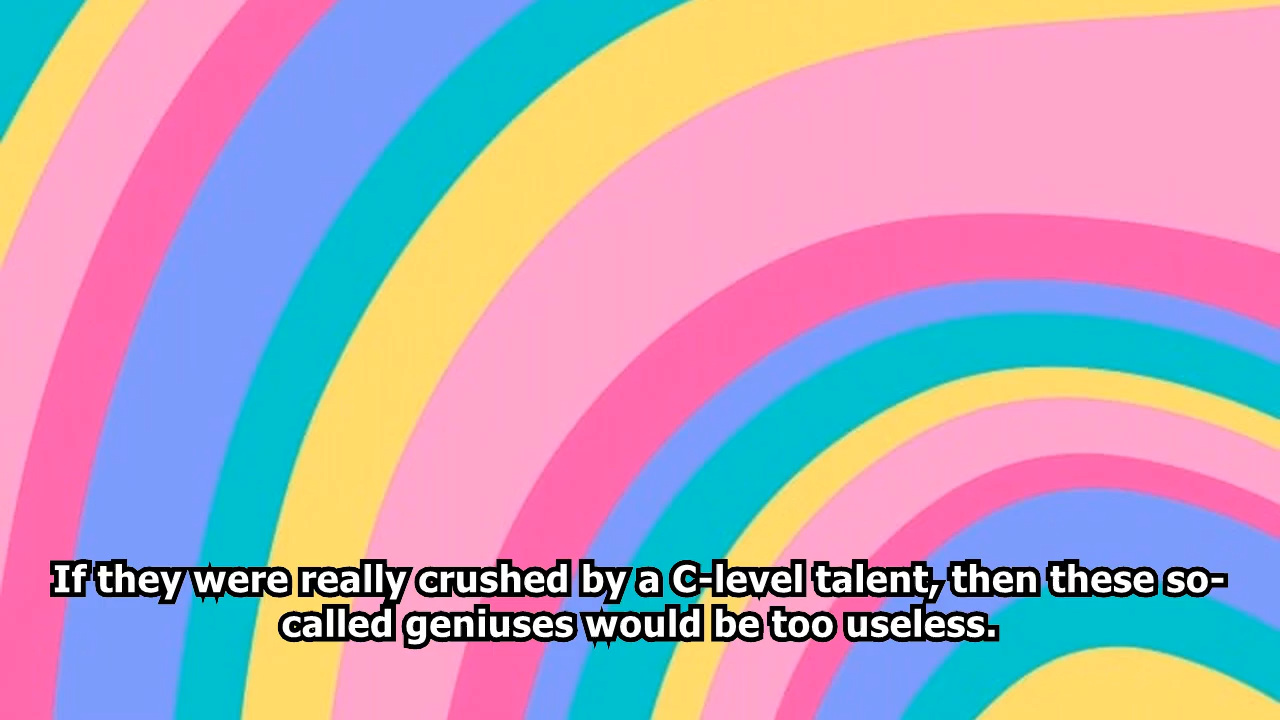 If they were really crushed by a C-level talent, then these so-
called geniuses would be too useless.